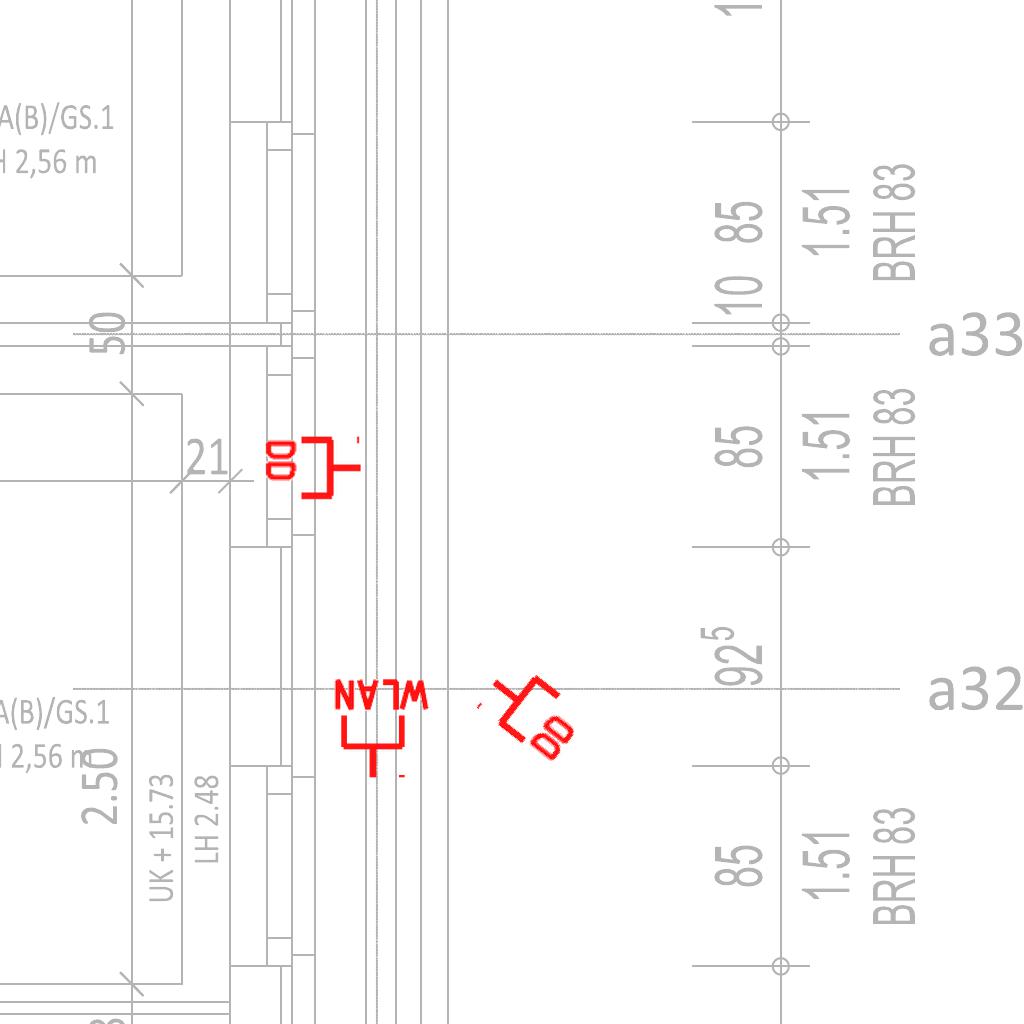 A(B)/GS.1
2,56 m
85
1.51
BRH 83
10
50
a33
21
DD
85
1.51
BRH 83
92⁵
WLAN
DD
a32
A(B)/GS.1
2,56 m
2.50
UK + 15.73
LH 2.48
85
1.51
BRH 83